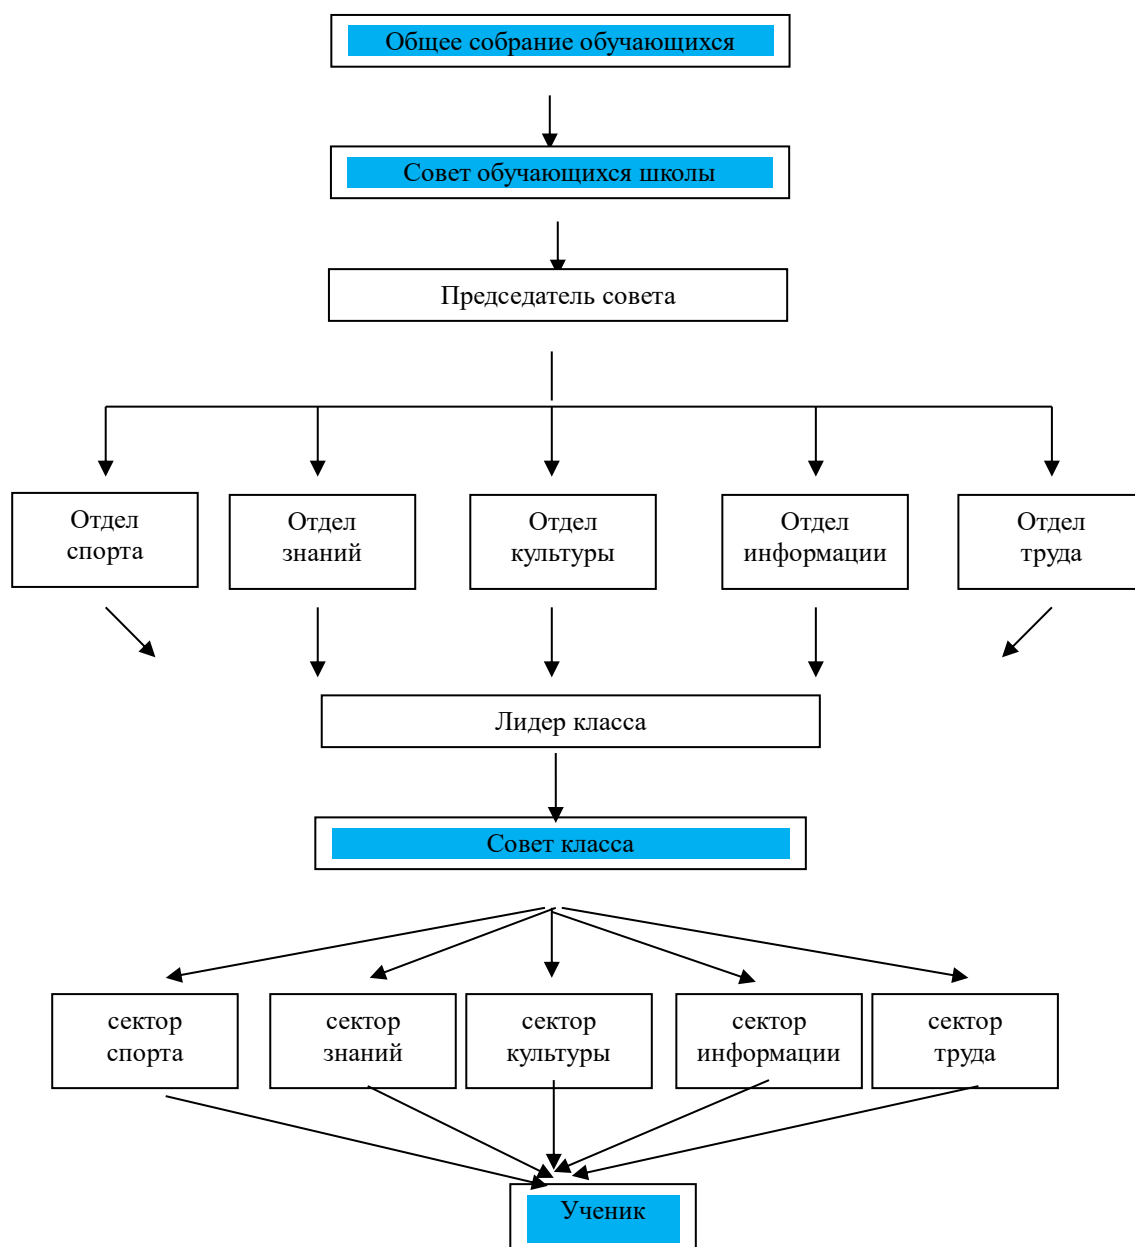 Общее собрание обучающихся
Совет обучающихся школы
Председатель совета
Отдел
спорта
Отдел
знаний
Отдел
культуры
Отдел
информации
Отдел
труда
Лидер класса
Совет класса
сектор
спорта
сектор
знаний
сектор
культуры
сектор
информации
сектор
труда
Ученик